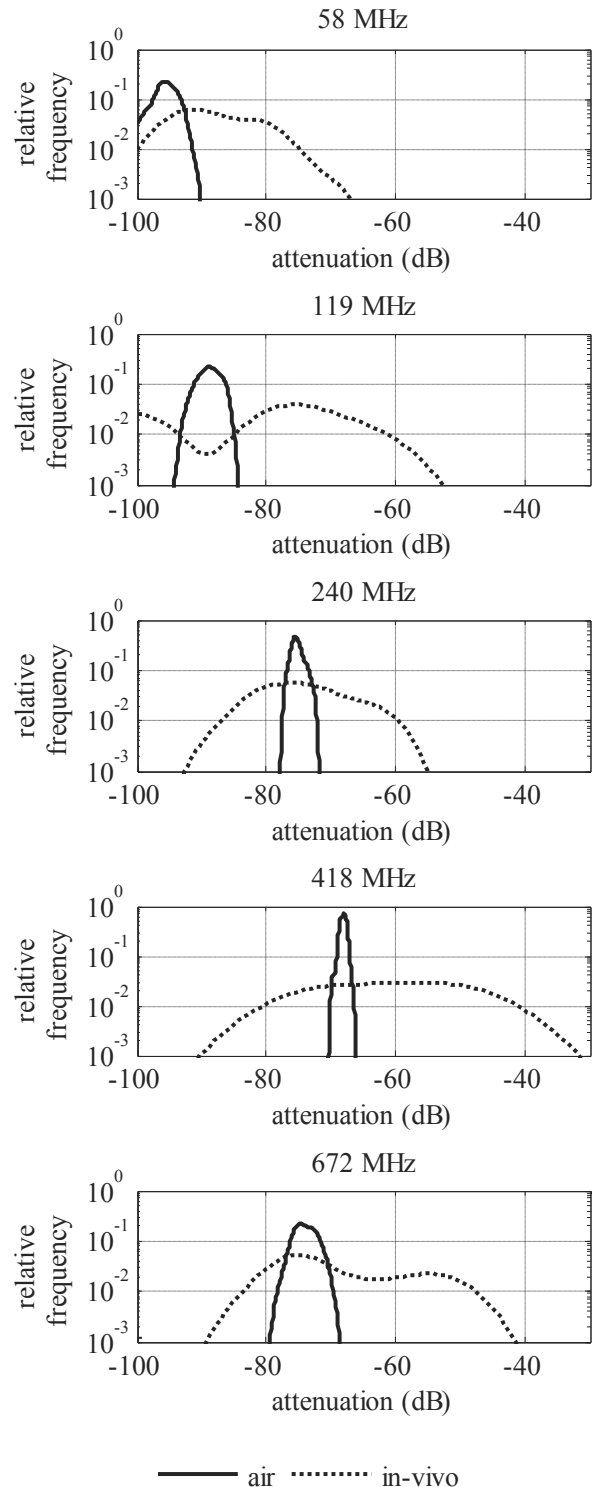 58 MHz
10^0
10^-1
10^-2
10^-3
relative frequency
-100 -80 -60 -40
attenuation (dB)
119 MHz
10^0
10^-1
10^-2
10^-3
relative frequency
-100 -80 -60 -40
attenuation (dB)
240 MHz
10^0
10^-1
10^-2
10^-3
relative frequency
-100 -80 -60 -40
attenuation (dB)
418 MHz
10^0
10^-1
10^-2
10^-3
relative frequency
-100 -80 -60 -40
attenuation (dB)
672 MHz
10^0
10^-1
10^-2
10^-3
relative frequency
-100 -80 -60 -40
attenuation (dB)
air in-vivo